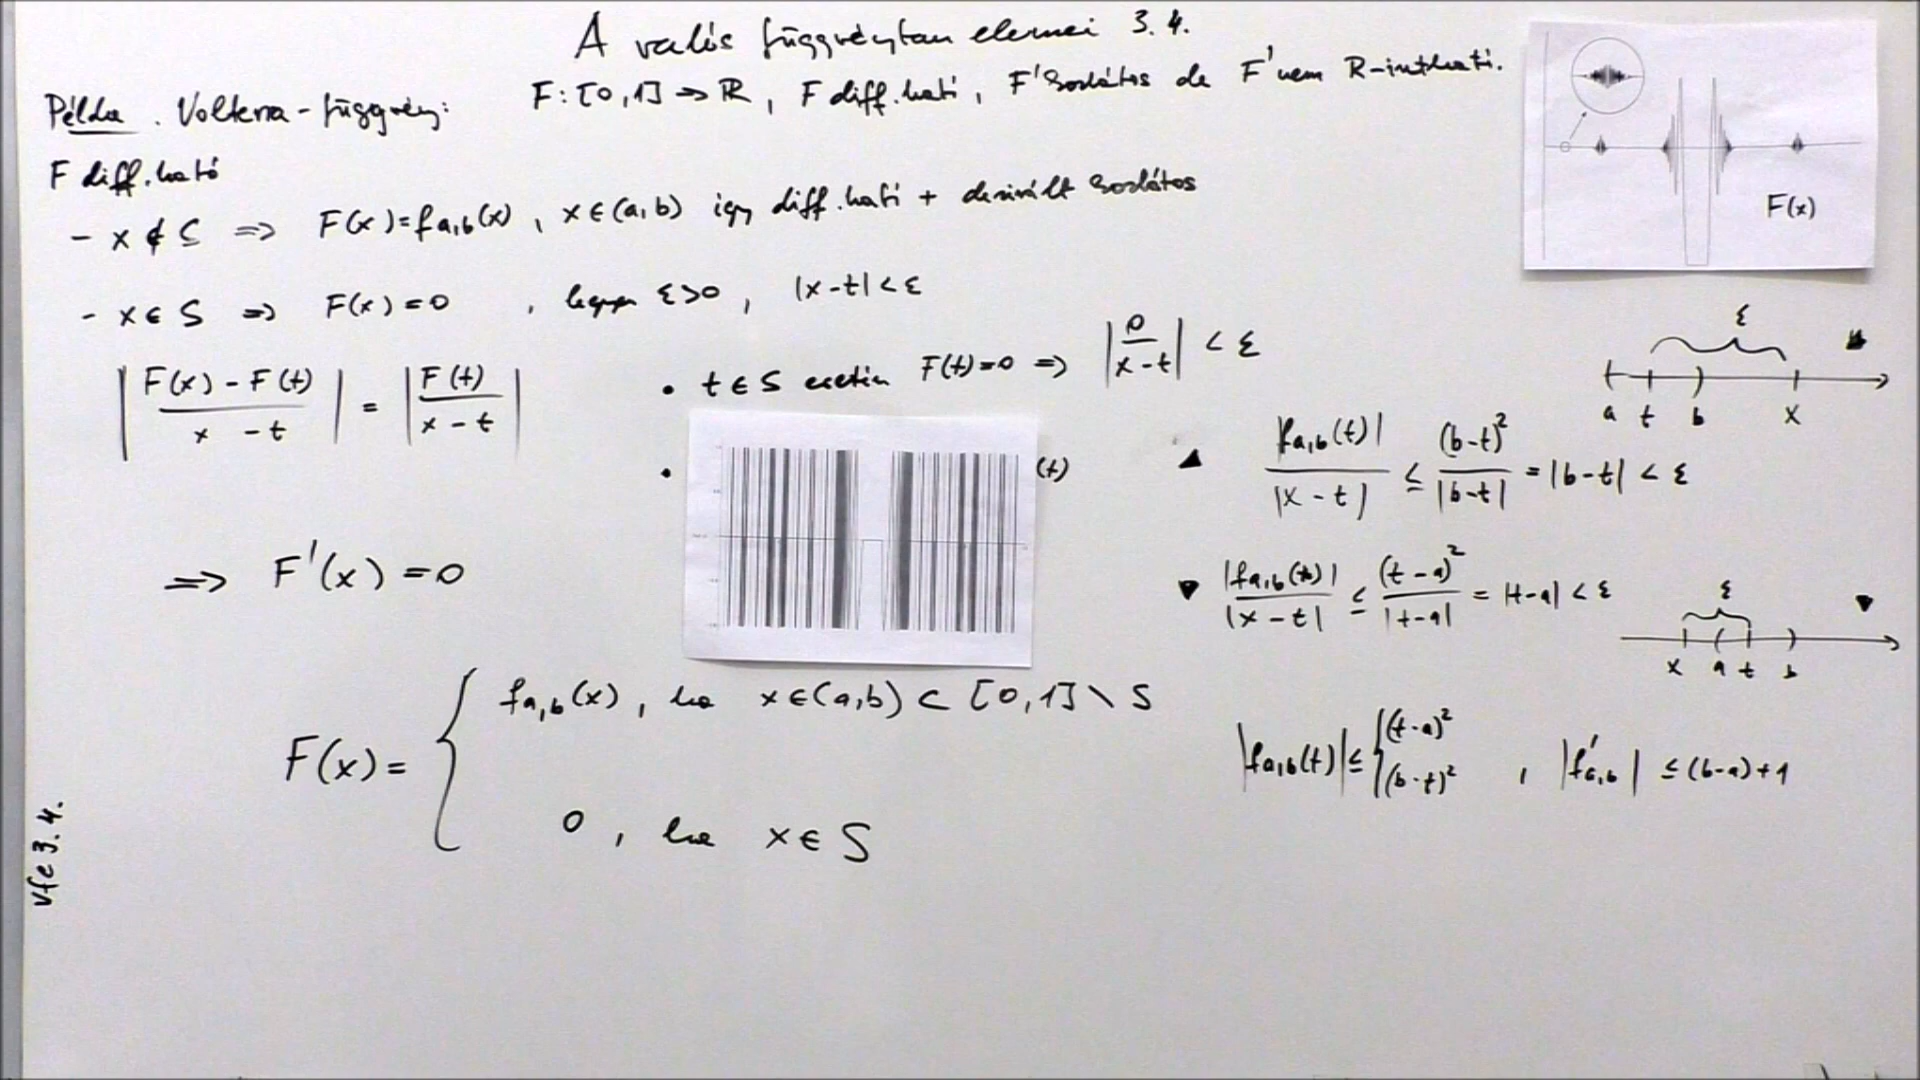 A valós függvénytan elemei 3.4.
Példa. Volterra-függvény: F: [0,1] → ℝ, F diff.ható, F' korlátos de F' nem R-intható.
F diff.ható
- x ∉ S ⇒ F(x) = f_{a,b}(x), x ∈ (a,b) így diff.ható + derivált korlátos
- x ∈ S ⇒ F(x) = 0, legyen ε>0, |x-t| < ε
|(F(x) - F(t))/(x - t)| = |F(t)/(x - t)|
• t ∈ S esetén F(t)=0 ⇒ |0/(x-t)| < ε
• (t)
⇒ F'(x) = 0
F(x) = { f_{a,b}(x), ha x ∈ (a,b) ⊂ [0,1] \ S
0, ha x ∈ S
F(x)
ε
a t b x
▲ |f_{a,b}(t)|/|x - t| ≤ (b-t)²/|b-t| = |b-t| < ε
▼ |f_{a,b}(t)|/|x - t| ≤ (t-a)²/|t-a| = |t-a| < ε
ε
x a t b
|f_{a,b}(t)| ≤ { (t-a)²
(b-t)² , |f'_{a,b}| ≤ (b-a)+1
vfe 3.4.